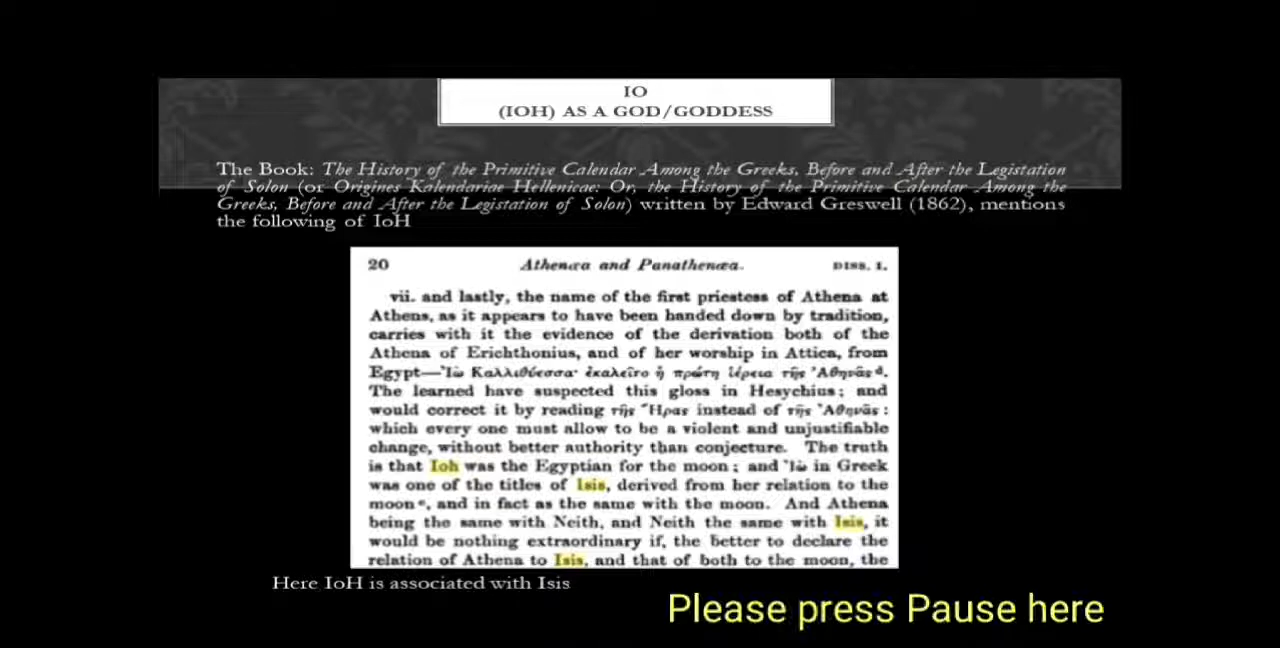 IO
(IOH) AS A GOD/GODDESS
The Book: The History of the Primitive Calendar Among the Greeks, Before and After the Legistation
of Solon (or Origines Kalendariae Hellenicae: Or, the History of the Primitive Calendar Among the
Greeks, Before and After the Legistation of Solon) written by Edward Greswell (1862), mentions
the following of IoH
20 Athenæa and Panathenæa. DISS. I.
vii. and lastly, the name of the first priestess of Athena at
Athens, as it appears to have been handed down by tradition,
carries with it the evidence of the derivation both of the
Athena of Erichthonius, and of her worship in Attica, from
Egypt—Ἰὼ Καλλιθύεσσα· ἐκαλεῖτο ἡ πρώτη ἱέρεια τῆς Ἀθηνᾶς d.
The learned have suspected this gloss in Hesychius; and
would correct it by reading τῆς Ἥρας instead of τῆς Ἀθηνᾶς:
which every one must allow to be a violent and unjustifiable
change, without better authority than conjecture. The truth
is that Ioh was the Egyptian for the moon; and Ἰὼ in Greek
was one of the titles of Isis, derived from her relation to the
moon e, and in fact as the same with the moon. And Athena
being the same with Neith, and Neith the same with Isis, it
would be nothing extraordinary if, the better to declare the
relation of Athena to Isis, and that of both to the moon, the
Here IoH is associated with Isis
Please press Pause here